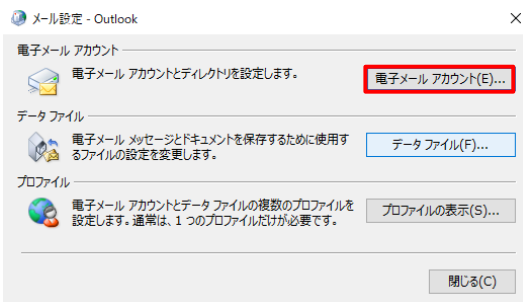 メール設定 - Outlook
電子メール アカウント
電子メール アカウントとディレクトリを設定します。
電子メール アカウント(E)...
データ ファイル
電子メール メッセージとドキュメントを保存するために使用す
るファイルの設定を変更します。
データ ファイル(F)...
プロファイル
電子メール アカウントとデータ ファイルの複数のプロファイルを
設定します。通常は、1 つのプロファイルだけが必要です。
プロファイルの表示(S)...
閉じる(C)